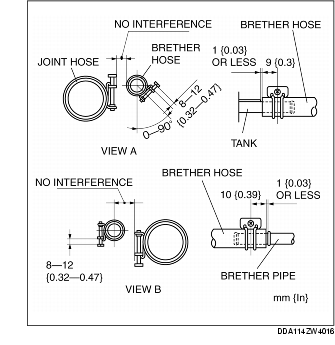 NO INTERFERENCE
BRETHER HOSE
JOINT HOSE
BRETHER
HOSE
1 {0.03}
OR LESS
9 {0.3}
8—12
{0.32—0.47}
0—90°
TANK
VIEW A
NO INTERFERENCE
BRETHER HOSE
10 {0.39}
1 {0.03}
OR LESS
8—12
{0.32—0.47}
BRETHER PIPE
VIEW B
mm {In}
DDA114ZW4016